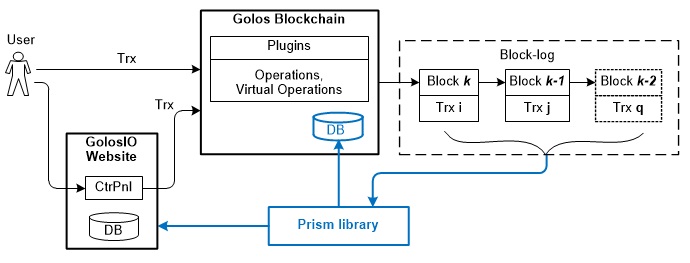 User
Trx
Trx
GolosIO
Website
CtrPnl
DB
Golos Blockchain
Plugins
Operations,
Virtual Operations
DB
Block-log
Block k
Trx i
Block k-1
Trx j
Block k-2
Trx q
Prism library